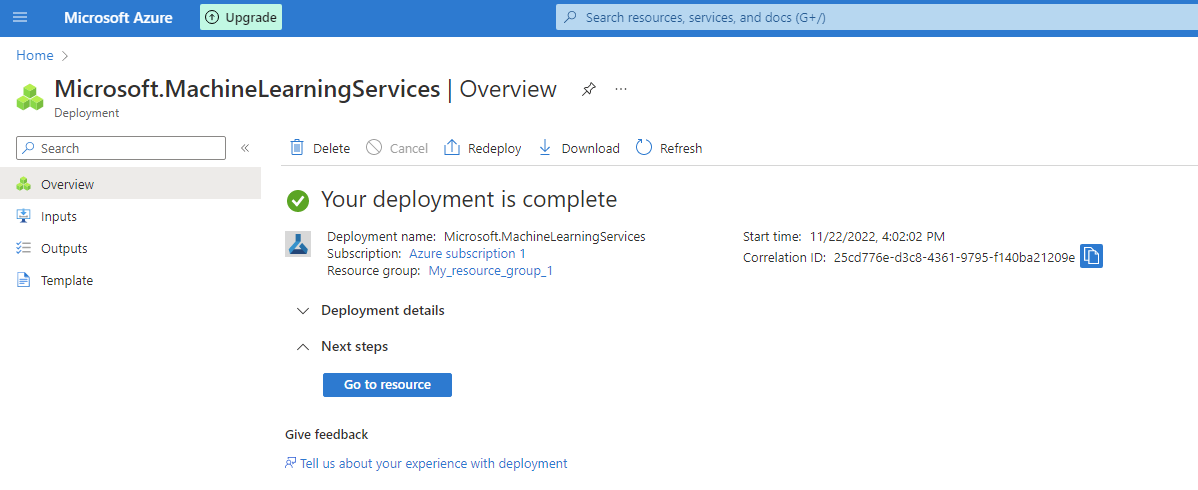 Microsoft Azure Upgrade Search resources, services, and docs (G+/)
Home
Microsoft.MachineLearningServices | Overview ...
Deployment
Search «
Delete Cancel Redeploy Download Refresh
Overview
Inputs
Outputs
Template
Your deployment is complete
Deployment name: Microsoft.MachineLearningServices
Subscription: Azure subscription 1
Resource group: My_resource_group_1
Start time: 11/22/2022, 4:02:02 PM
Correlation ID: 25cd776e-d3c8-4361-9795-f140ba21209e
Deployment details
Next steps
Go to resource
Give feedback
Tell us about your experience with deployment